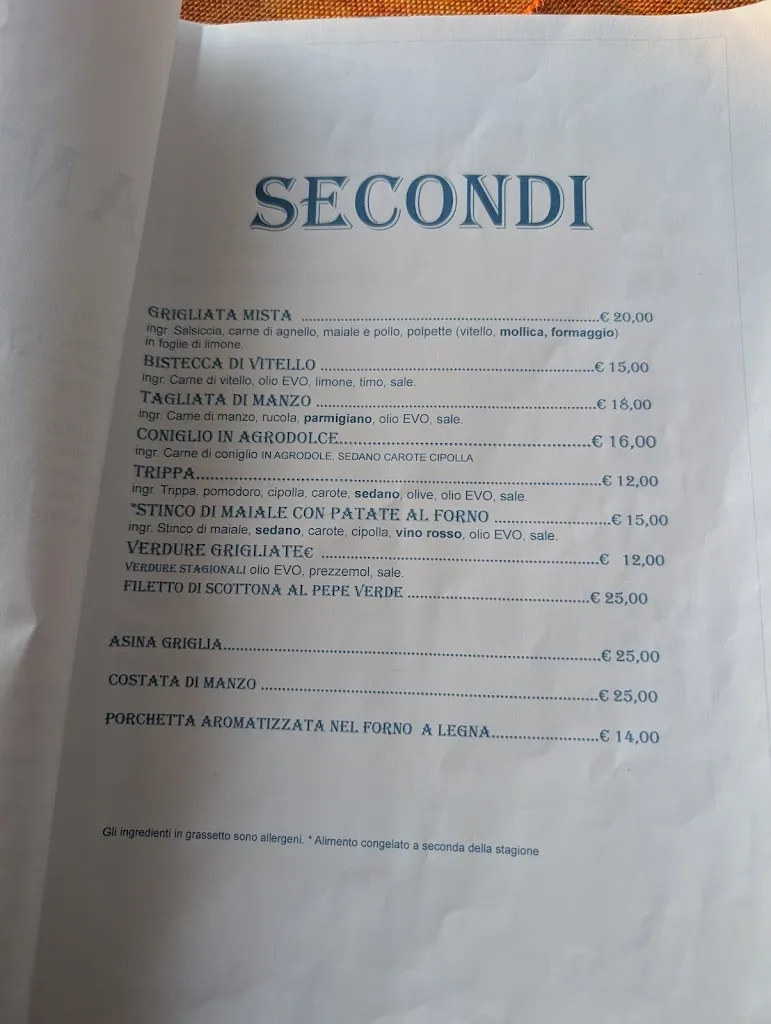 SECONDI
GRIGLIATA MISTA ..........................................................€ 20,00
ingr. Salsiccia, carne di agnello, maiale e pollo, polpette (vitello, mollica, formaggio)
in foglie di limone.
BISTECCA DI VITELLO ..........................................................€ 15,00
ingr. Carne di vitello, olio EVO, limone, timo, sale.
TAGLIATA DI MANZO ..........................................................€ 18,00
ingr. Carne di manzo, rucola, parmigiano, olio EVO, sale.
CONIGLIO IN AGRODOLCE..........................................................€ 16,00
ingr. Carne di coniglio IN AGRODOLE, SEDANO CAROTE CIPOLLA
TRIPPA..........................................................€ 12,00
ingr. Trippa, pomodoro, cipolla, carote, sedano, olive, olio EVO, sale.
*STINCO DI MAIALE CON PATATE AL FORNO ..........................€ 15,00
ingr. Stinco di maiale, sedano, carote, cipolla, vino rosso, olio EVO, sale.
VERDURE GRIGLIATE€ ..........................................................€ 12,00
VERDURE STAGIONALI olio EVO, prezzemol, sale.
FILETTO DI SCOTTONA AL PEPE VERDE ........................................€ 25,00
ASINA GRIGLIA..........................................................€ 25,00
COSTATA DI MANZO ..........................................................€ 25,00
PORCHETTA AROMATIZZATA NEL FORNO A LEGNA.......................€ 14,00
Gli ingredienti in grassetto sono allergeni. * Alimento congelato a seconda della stagione